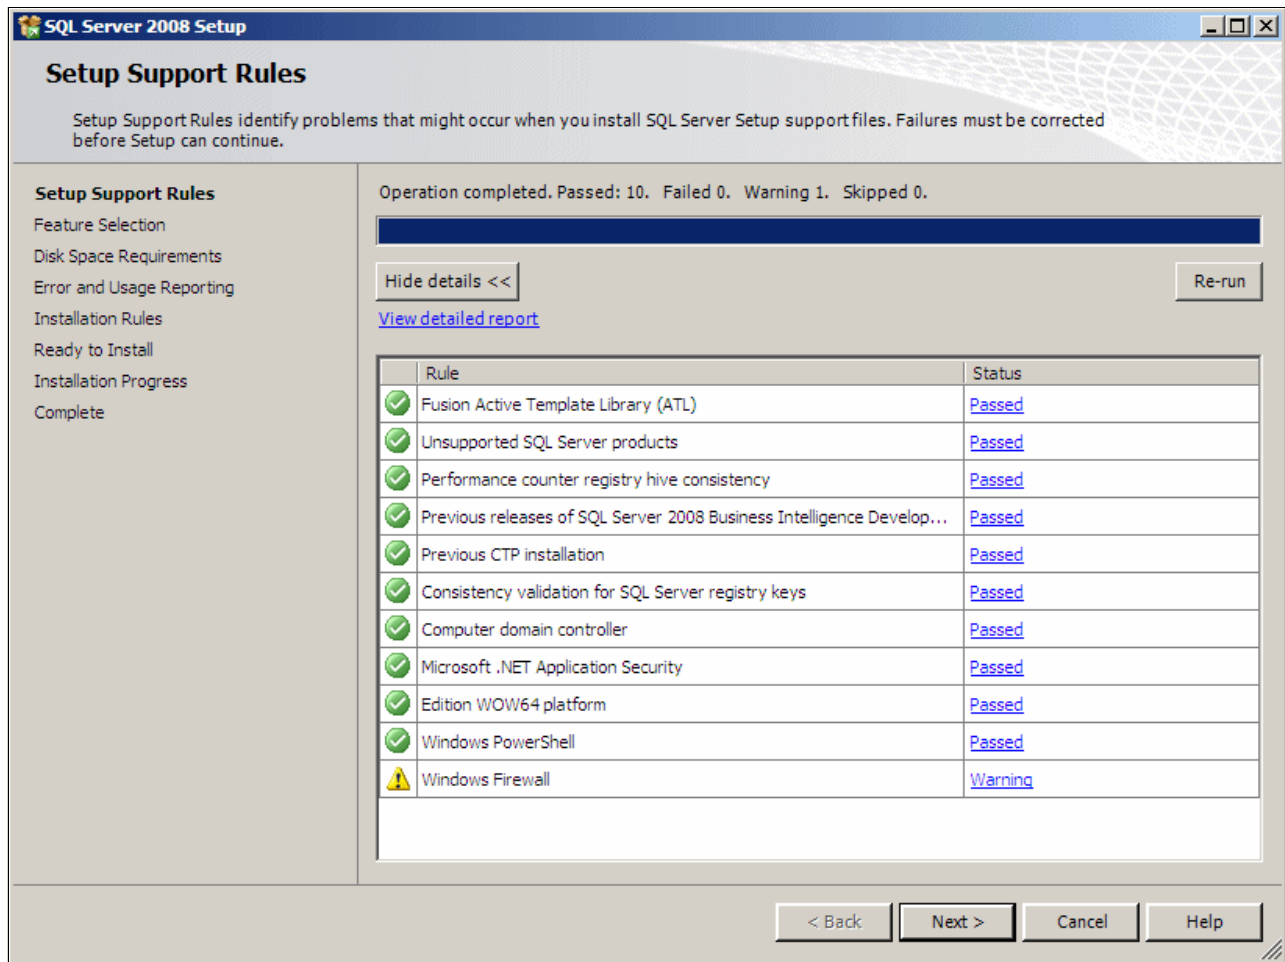 SQL Server 2008 Setup
Setup Support Rules
Setup Support Rules identify problems that might occur when you install SQL Server Setup support files. Failures must be corrected
before Setup can continue.
Setup Support Rules
Feature Selection
Disk Space Requirements
Error and Usage Reporting
Installation Rules
Ready to Install
Installation Progress
Complete
Operation completed. Passed: 10. Failed 0. Warning 1. Skipped 0.
Hide details <<
Re-run
View detailed report
Rule Status
Fusion Active Template Library (ATL) Passed
Unsupported SQL Server products Passed
Performance counter registry hive consistency Passed
Previous releases of SQL Server 2008 Business Intelligence Develop... Passed
Previous CTP installation Passed
Consistency validation for SQL Server registry keys Passed
Computer domain controller Passed
Microsoft .NET Application Security Passed
Edition WOW64 platform Passed
Windows PowerShell Passed
Windows Firewall Warning
< Back Next > Cancel Help